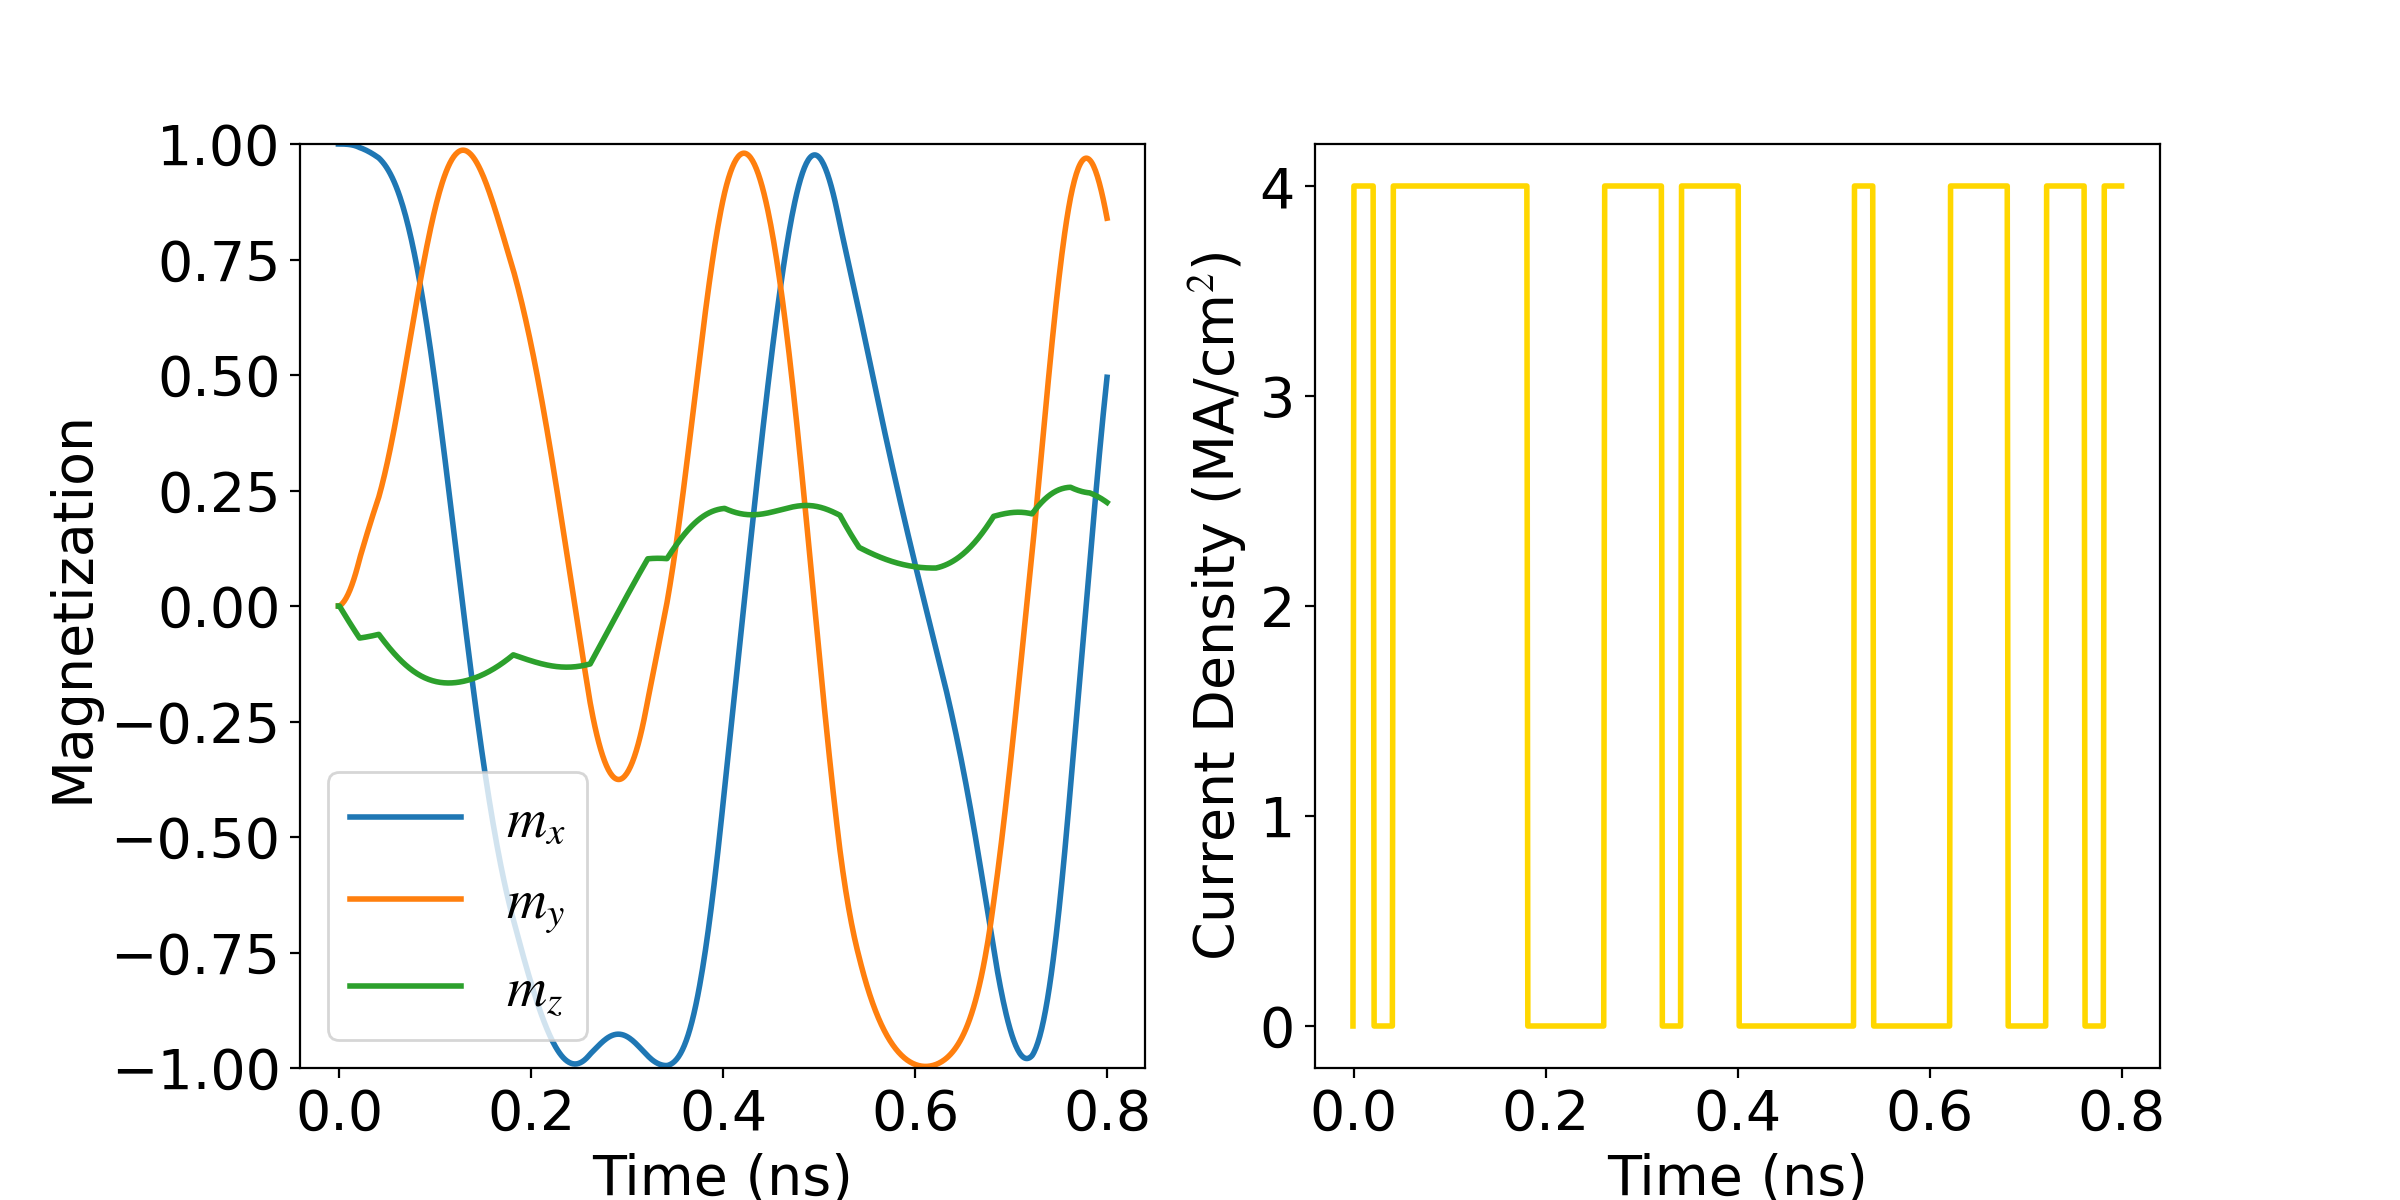 1.00
0.75
0.50
0.25
0.00
−0.25
−0.50
−0.75
−1.00
Magnetization
m_x
m_y
m_z
0.0 0.2 0.4 0.6 0.8
Time (ns)
4
3
2
1
0
Current Density (MA/cm²)
0.0 0.2 0.4 0.6 0.8
Time (ns)